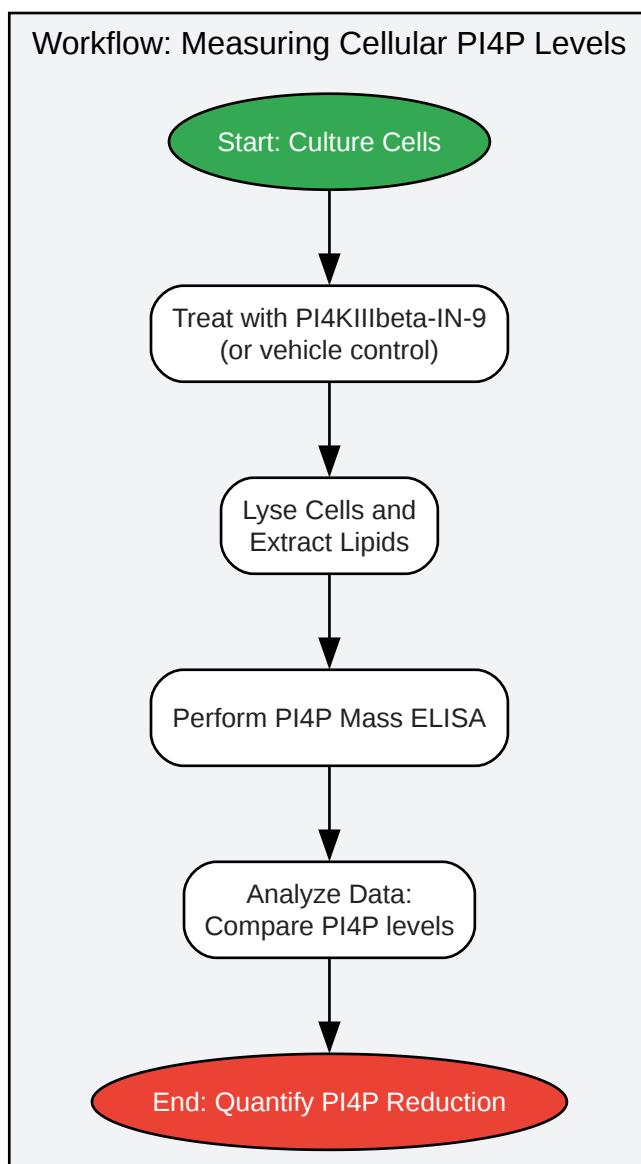 Workflow: Measuring Cellular PI4P Levels
Start: Culture Cells
Treat with PI4KIIIbeta-IN-9
(or vehicle control)
Lyse Cells and
Extract Lipids
Perform PI4P Mass ELISA
Analyze Data:
Compare PI4P levels
End: Quantify PI4P Reduction